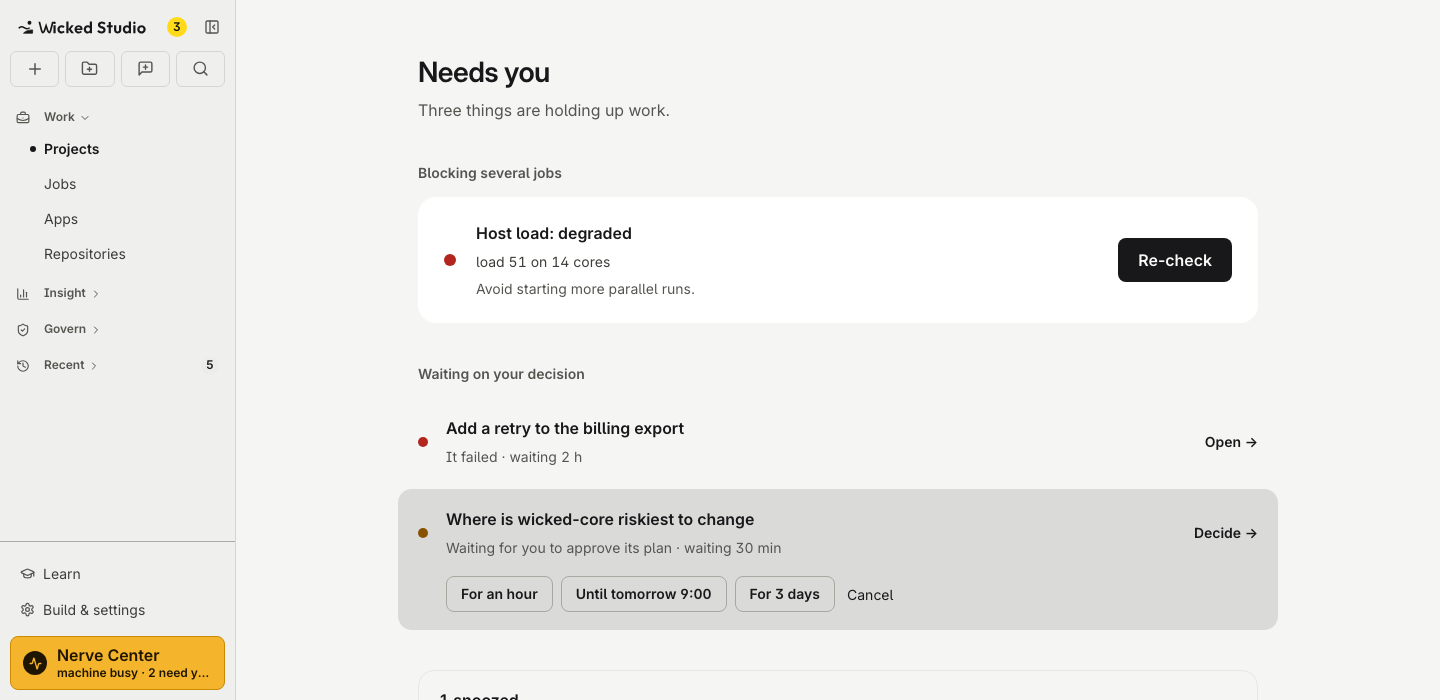 Wicked Studio
3
Work
Projects
Jobs
Apps
Repositories
Insight
Govern
Recent
5
Learn
Build & settings
Nerve Center
machine busy · 2 need y...
Needs you
Three things are holding up work.
Blocking several jobs
Host load: degraded
load 51 on 14 cores
Avoid starting more parallel runs.
Re-check
Waiting on your decision
Add a retry to the billing export
It failed · waiting 2 h
Open →
Where is wicked-core riskiest to change
Waiting for you to approve its plan · waiting 30 min
Decide →
For an hour
Until tomorrow 9:00
For 3 days
Cancel
1 snoozed